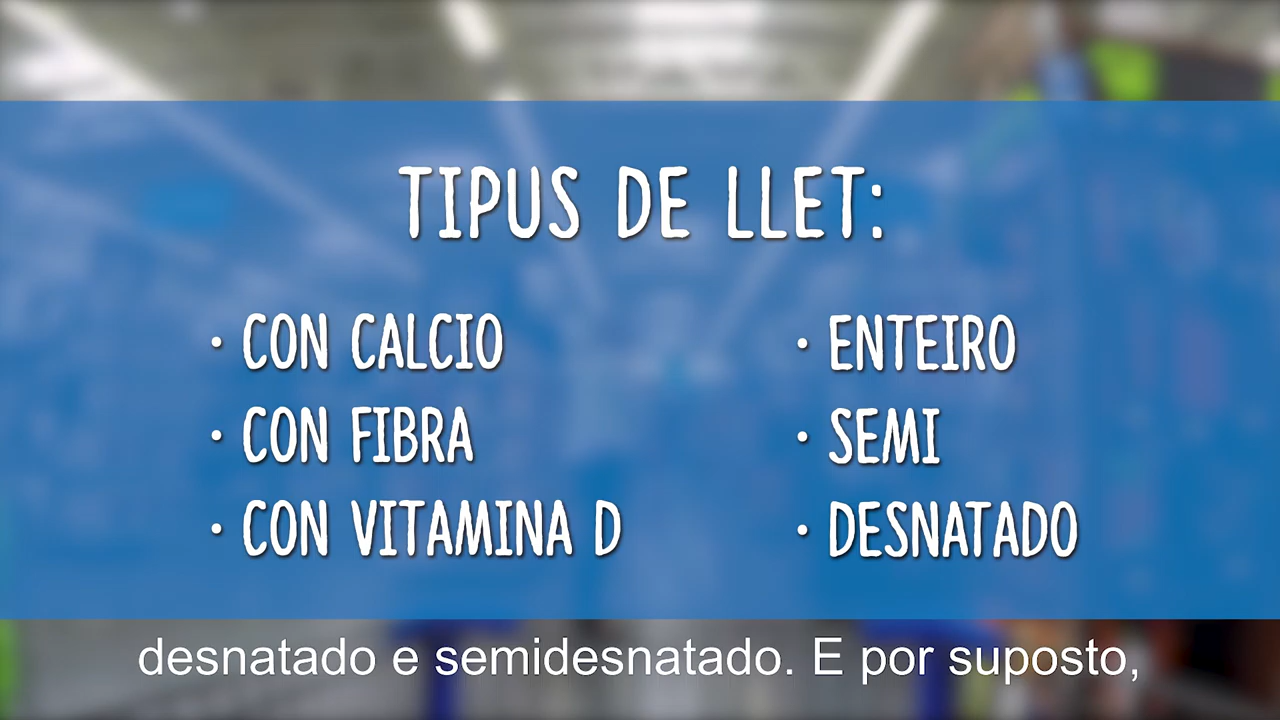 TIPUS DE LLET:
· CON CALCIO
· CON FIBRA
· CON VITAMINA D
· ENTEIRO
· SEMI
· DESNATADO
desnatado e semidesnatado. E por suposto,